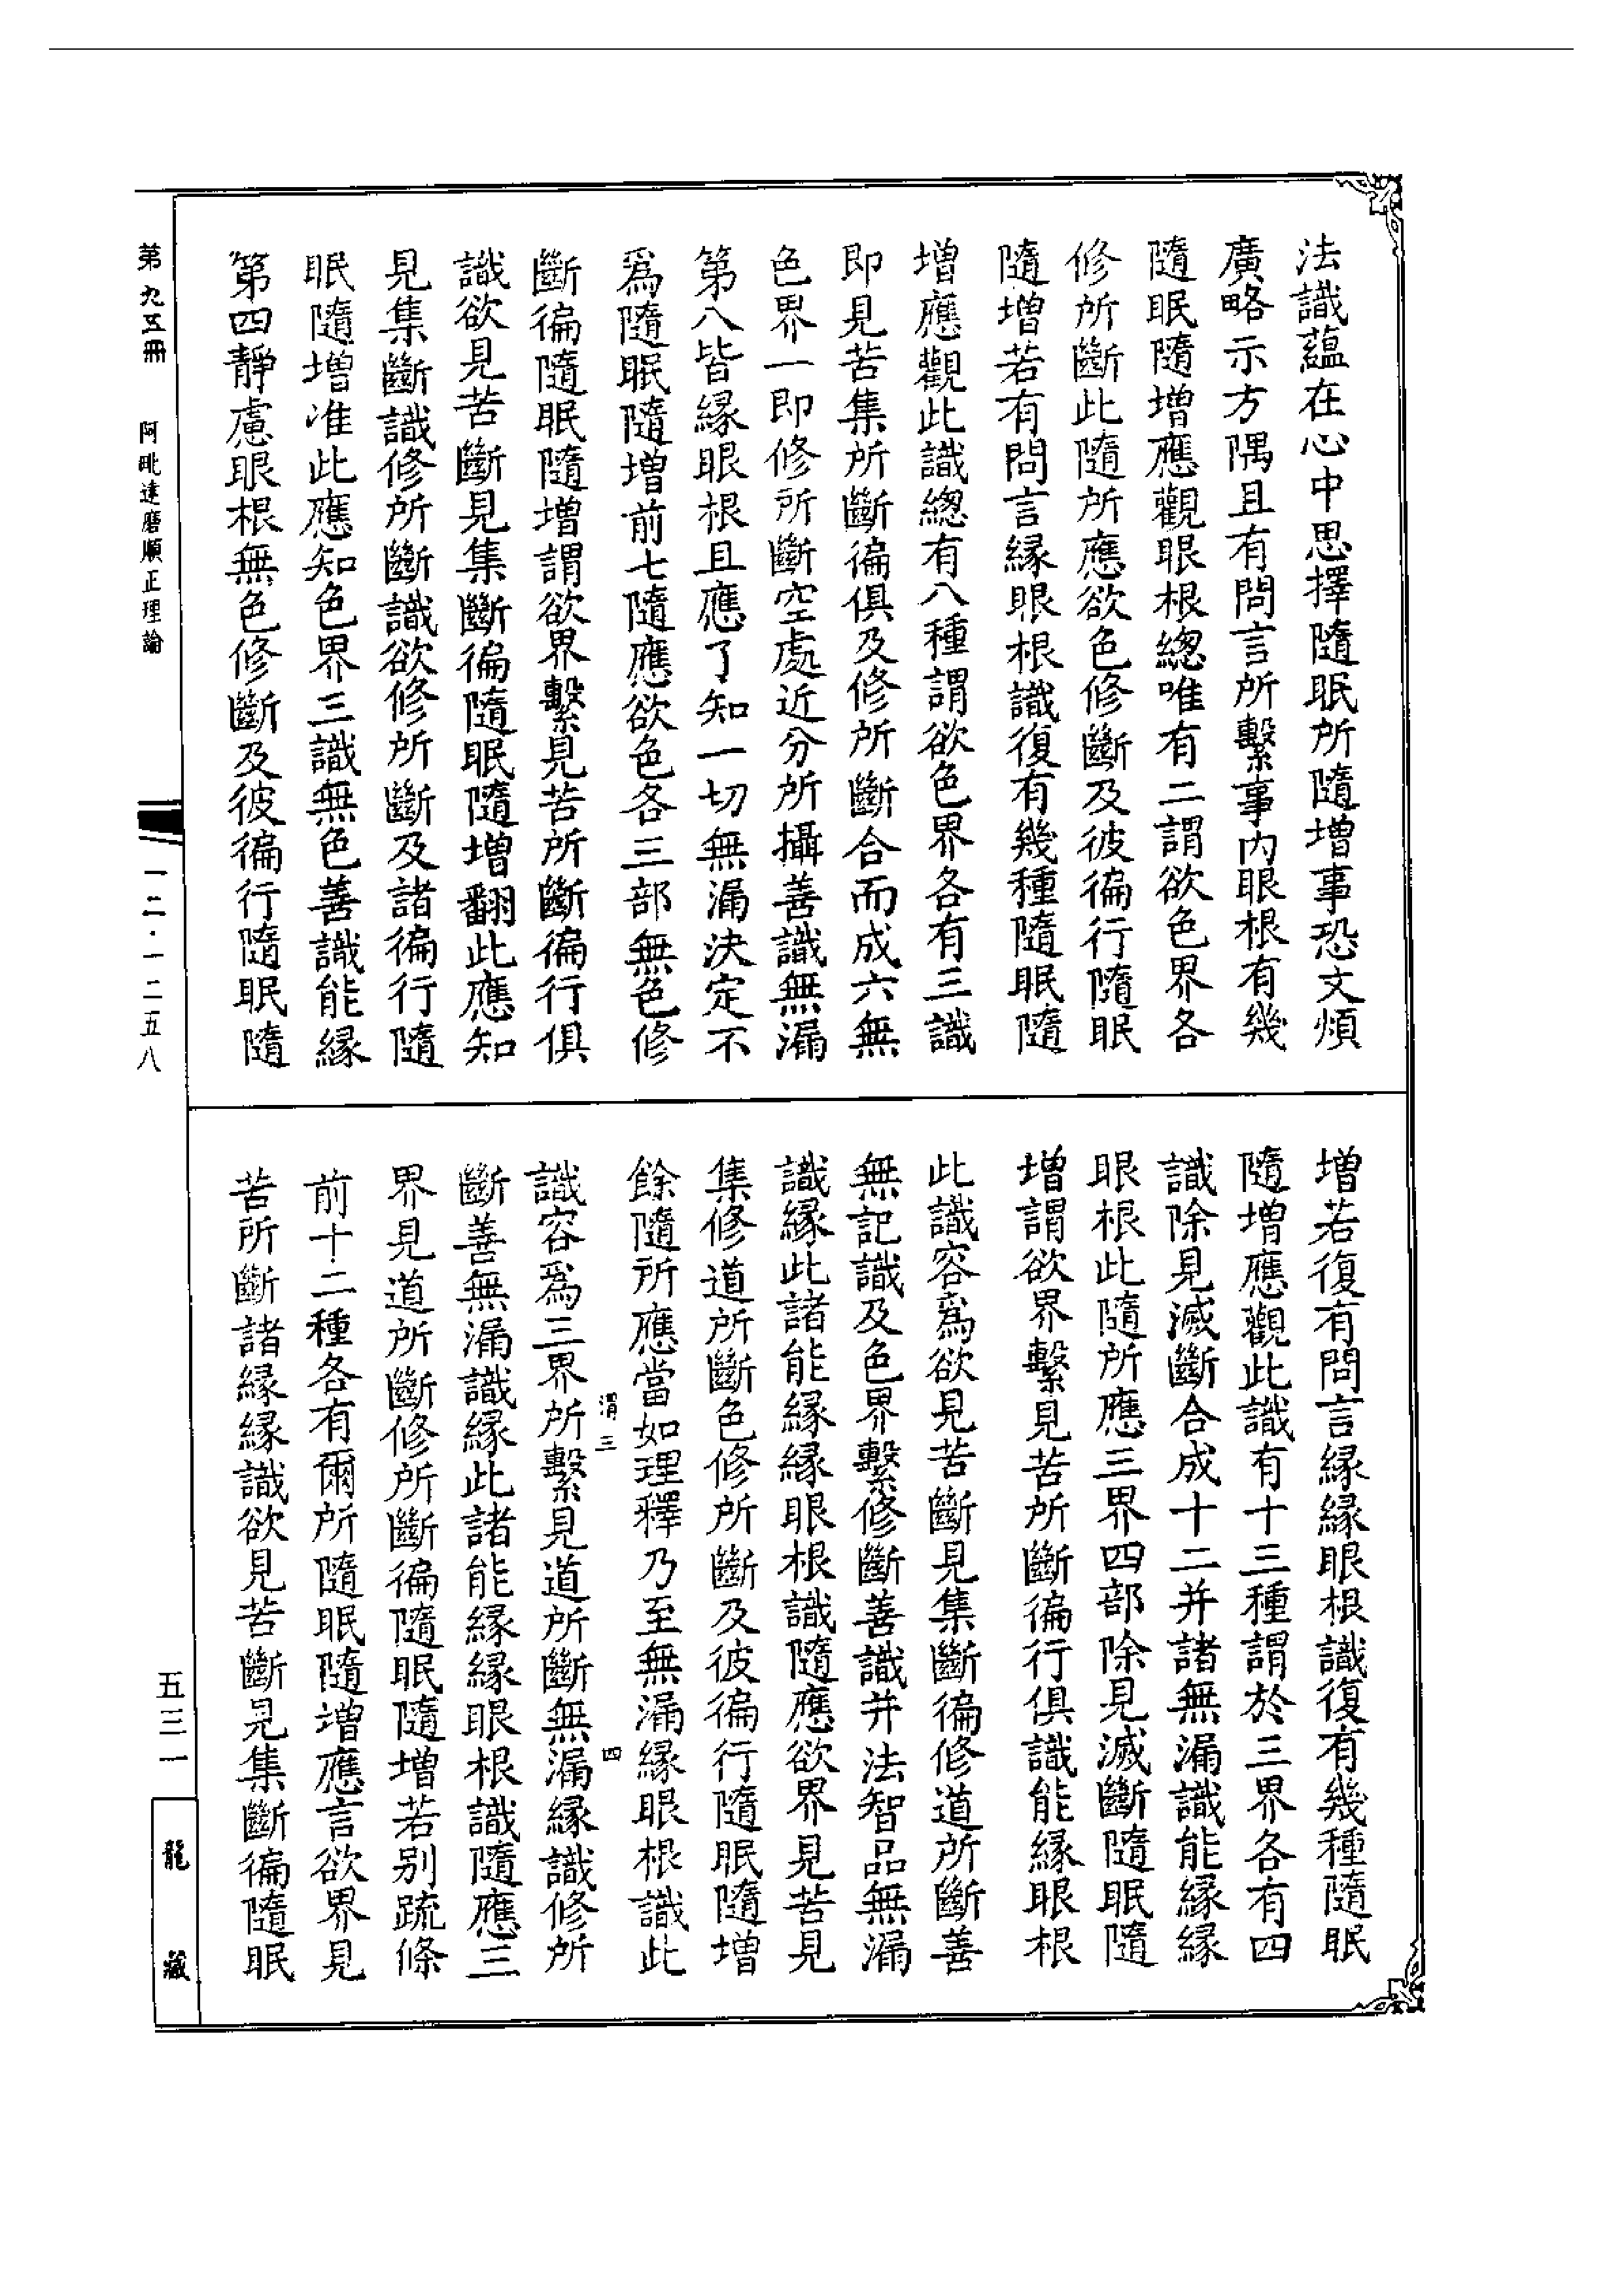 法識蘊在心中思擇隨眠所隨增事恐文煩
廣略示方隅且有問言所繫事內眼根有幾
隨眠隨增應觀眼根總唯有二謂欲色界各
修所斷此隨所應欲色修斷及彼徧行隨眠
隨增若有問言緣眼根識復有幾種隨眠隨
增應觀此識總有八種謂欲色界各有三識
即見苦集所斷徧俱及修所斷合而成六無
色界一即修所斷空處近分所攝善識無漏
第八皆緣眼根且應了知一切無漏決定不
爲隨眠隨增前七隨應欲色各三部無色修
斷徧隨眠隨增謂欲界繫見苦所斷徧行俱
識欲見苦斷見集斷徧隨眠隨增翻此應知
見集斷識修所斷識欲修所斷及諸徧行隨
眠隨增准此應知色界三識無色善識能緣
第四靜慮眼根無色修斷及彼徧行隨眠隨
增若復有問言緣緣眼根識復有幾種隨眠
隨增應觀此識有十三種謂於三界各有四
識除見滅斷合成十二并諸無漏識能緣緣
眼根此隨所應三界四部除見滅斷隨眠隨
增謂欲界繫見苦所斷徧行俱識能緣眼根
此識容爲欲見苦斷見集斷徧修道所斷善
無記識及色界繫修斷善識并法智品無漏
識緣此諸能緣緣眼根識隨應欲界見苦見
集修道所斷色修所斷及彼徧行隨眠隨增
餘隨所應當如理釋乃至無漏緣眼根識此
渭三
四
識容爲三界所繫見道所斷無漏緣識修所
斷善無漏識緣此諸能緣緣眼根識隨應三
界見道所斷修所斷徧隨眠隨增若別疏條
前十二種各有爾所隨眠隨增應言欲界見
苦所斷諸緣緣識欲見苦斷見集斷徧隨眠
第九五冊
阿毗達磨順正理論
一二·一二五八
五三一
龍藏